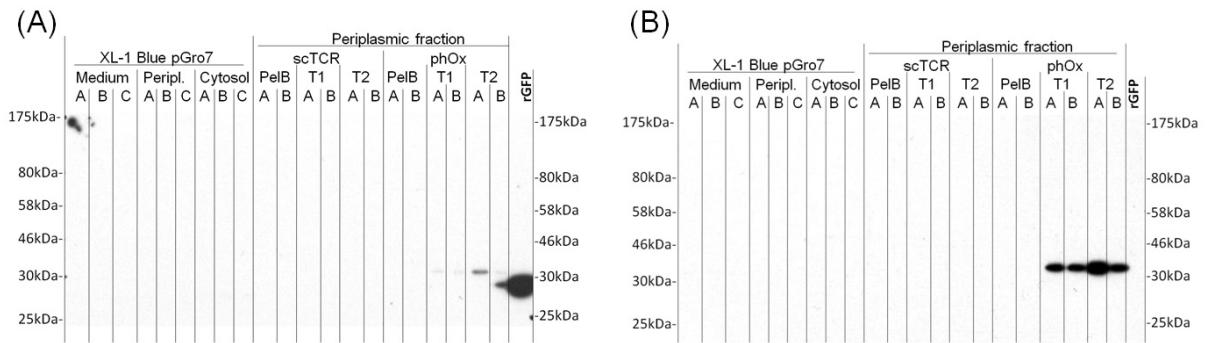 (A)
Periplasmic fraction
XL-1 Blue pGro7 scTCR phOx
Medium Peripl. Cytosol PelB T1 T2 PelB T1 T2 rGFP
A B C A B C A B C A B A B A B A B A B A B
175kDa- -175kDa
80kDa- -80kDa
58kDa- -58kDa
46kDa- -46kDa
30kDa- -30kDa
25kDa- -25kDa
(B)
Periplasmic fraction
XL-1 Blue pGro7 scTCR phOx
Medium Peripl. Cytosol PelB T1 T2 PelB T1 T2 rGFP
A B C A B C A B C A B A B A B A B A B A B
175kDa- -175kDa
80kDa- -80kDa
58kDa- -58kDa
46kDa- -46kDa
30kDa- -30kDa
25kDa- -25kDa